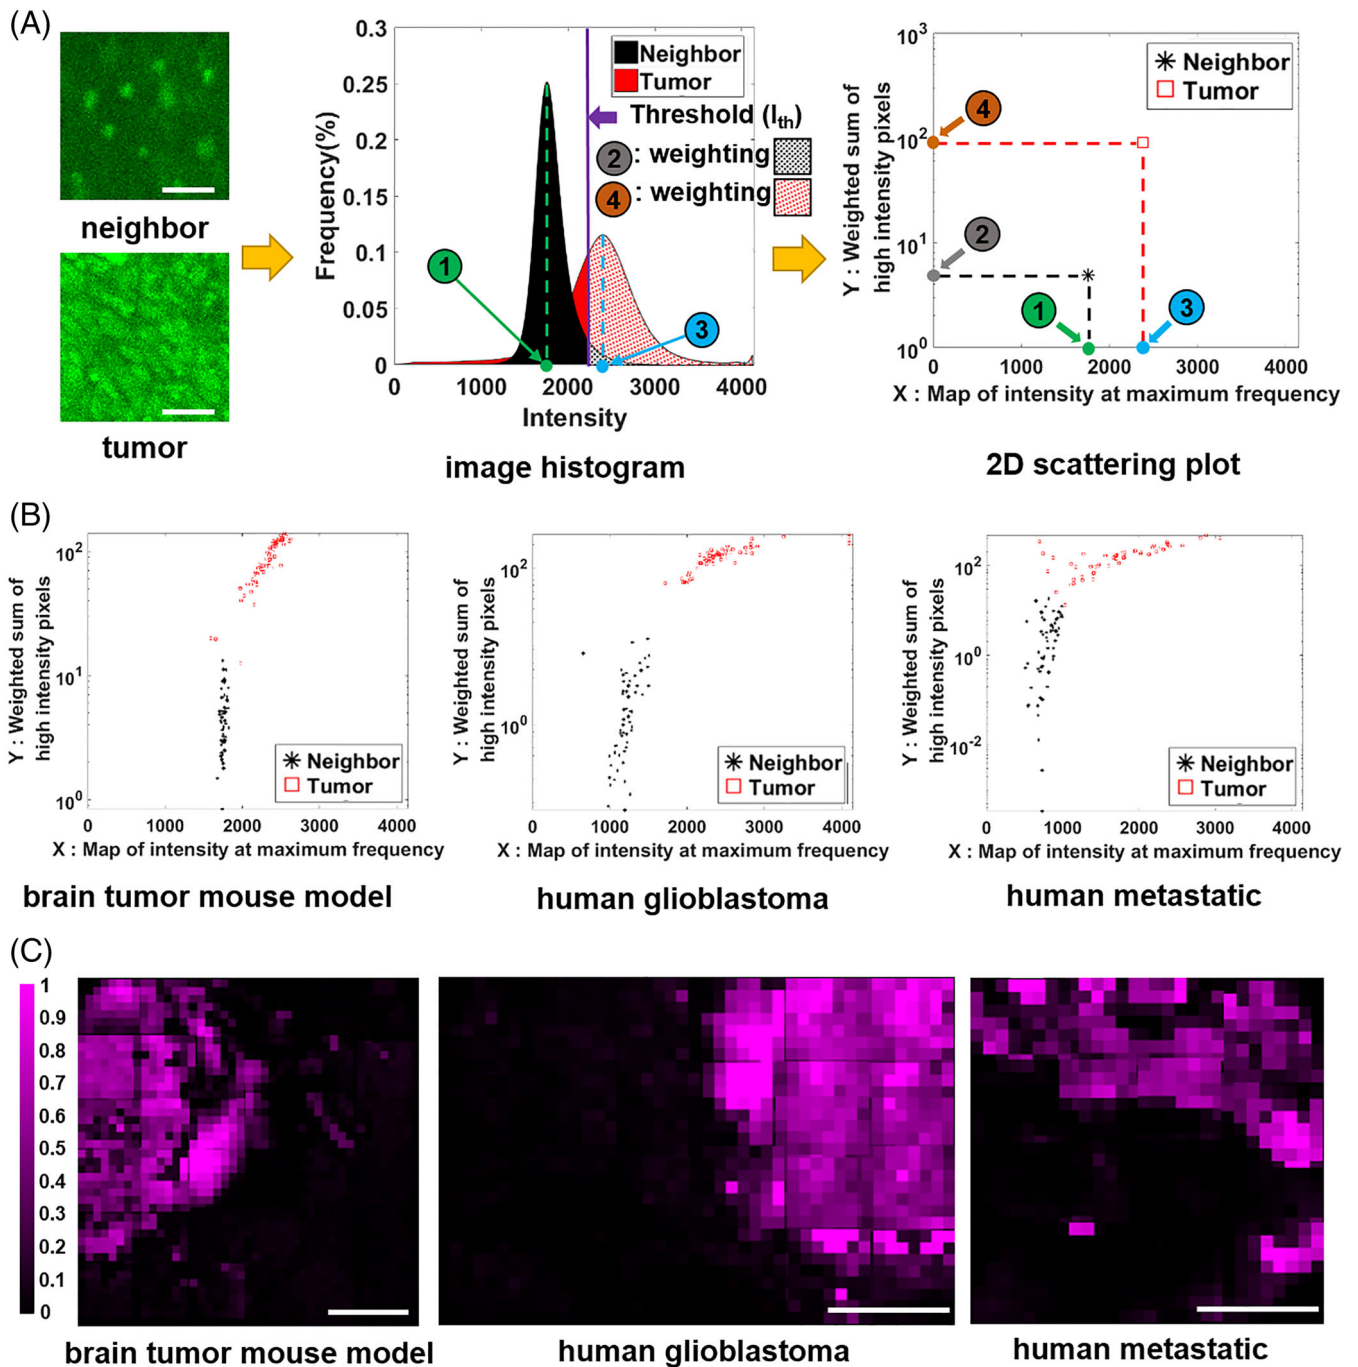 (A)
neighbor
tumor
0.3
0.25
0.2
0.15
0.1
0.05
0
Frequency(%)
0 1000 2000 3000 4000
Intensity
Neighbor
Tumor
Threshold (Ith)
2 : weighting
4 : weighting
1
3
image histogram
10³
10²
10¹
10⁰
Y : Weighted sum of
high intensity pixels
Neighbor
Tumor
4
2
1
3
0 1000 2000 3000 4000
X : Map of intensity at maximum frequency
2D scattering plot
(B)
10²
10¹
10⁰
Y : Weighted sum of
high intensity pixels
Neighbor
Tumor
0 1000 2000 3000 4000
X : Map of intensity at maximum frequency
brain tumor mouse model
10²
10⁰
Y : Weighted sum of
high intensity pixels
Neighbor
Tumor
0 1000 2000 3000 4000
X : Map of intensity at maximum frequency
human glioblastoma
10²
10⁰
10⁻²
Y : Weighted sum of
high intensity pixels
Neighbor
Tumor
0 1000 2000 3000 4000
X : Map of intensity at maximum frequency
human metastatic
(C)
1
0.9
0.8
0.7
0.6
0.5
0.4
0.3
0.2
0.1
0
brain tumor mouse model
human glioblastoma
human metastatic